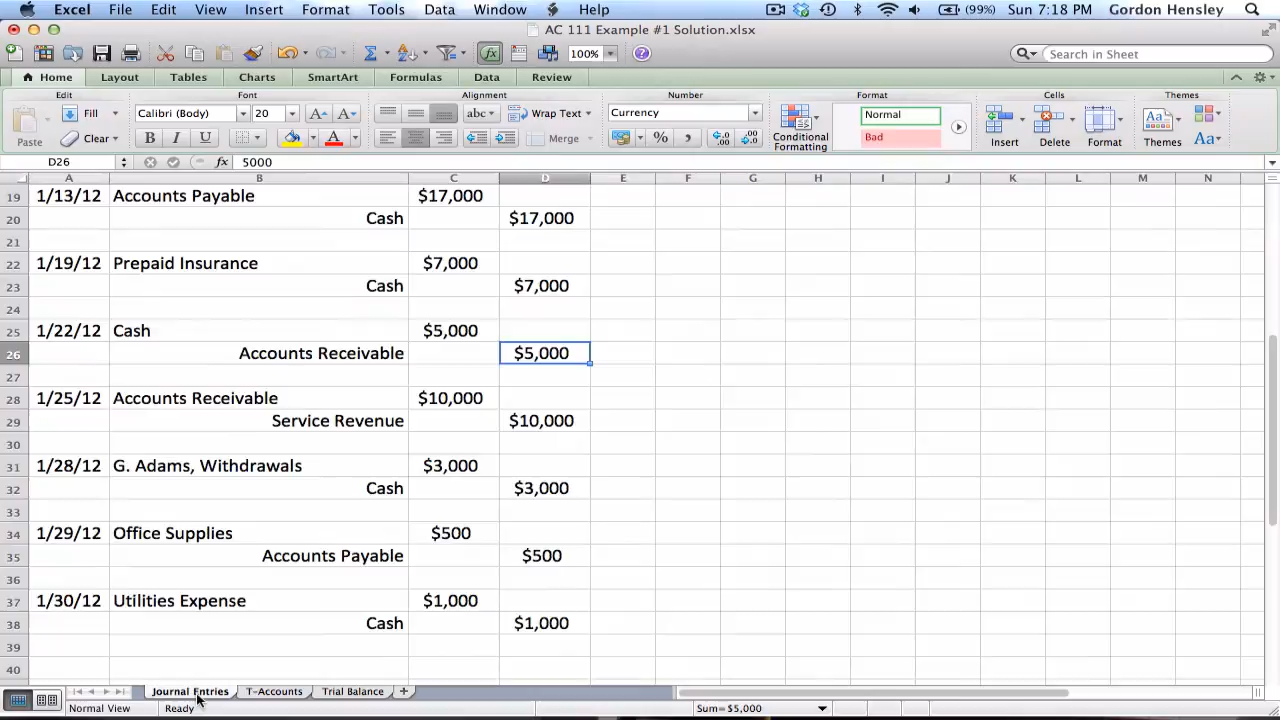 Excel File Edit View Insert Format Tools Data Window Help (99%) Sun 7:18 PM Gordon Hensley
AC 111 Example #1 Solution.xlsx
fx 100% Search in Sheet
Home Layout Tables Charts SmartArt Formulas Data Review
Edit Font Alignment Number Format Cells Themes
Paste Fill Calibri (Body) 20 A A abc Wrap Text Currency Conditional Formatting Normal Insert Delete Format Themes Aa
Clear B I U A Merge % Bad Aa
D26 fx 5000
A B C D E F G H I J K L M N
19 1/13/12 Accounts Payable $17,000
20 Cash $17,000
21
22 1/19/12 Prepaid Insurance $7,000
23 Cash $7,000
24
25 1/22/12 Cash $5,000
26 Accounts Receivable $5,000
27
28 1/25/12 Accounts Receivable $10,000
29 Service Revenue $10,000
30
31 1/28/12 G. Adams, Withdrawals $3,000
32 Cash $3,000
33
34 1/29/12 Office Supplies $500
35 Accounts Payable $500
36
37 1/30/12 Utilities Expense $1,000
38 Cash $1,000
39
40
Journal Entries T-Accounts Trial Balance
Normal View Ready Sum=$5,000